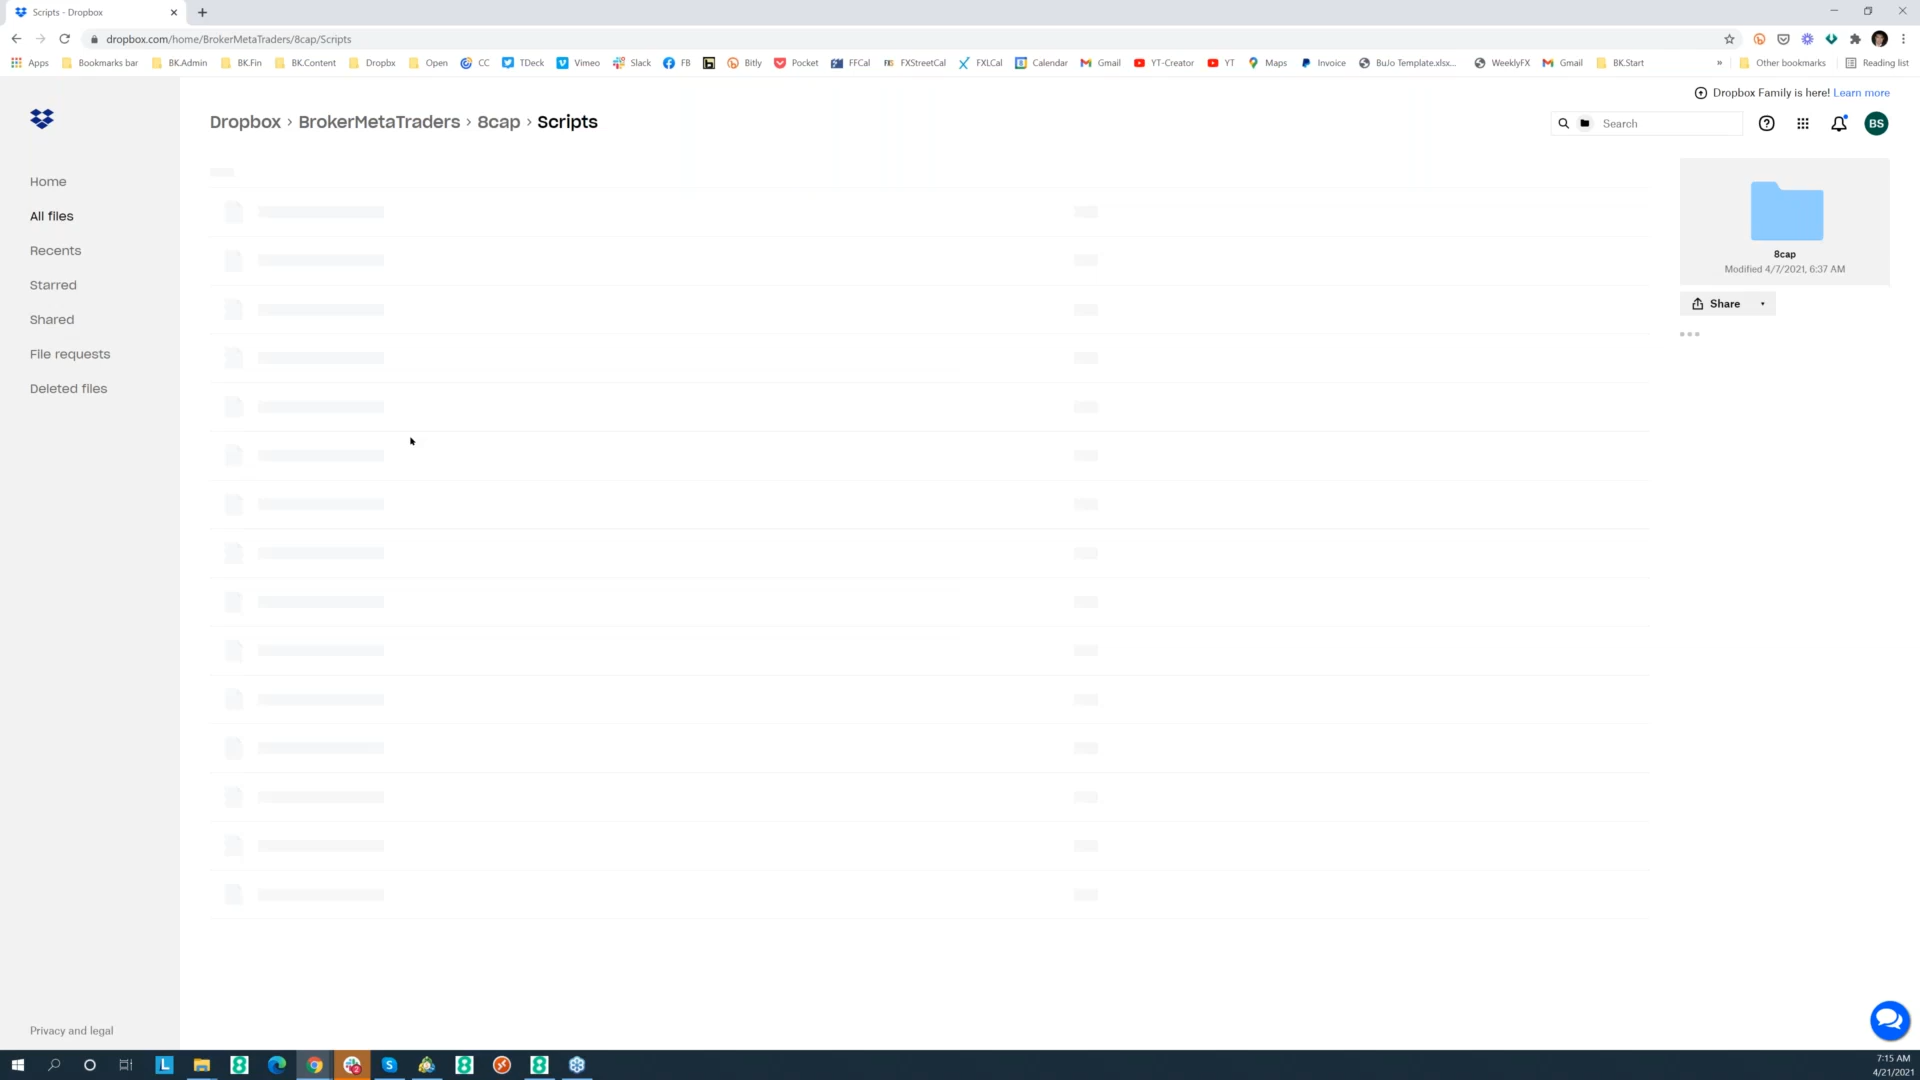 Scripts - Dropbox
dropbox.com/home/BrokerMetaTraders/8cap/Scripts
Apps Bookmarks bar BK.Admin BK.Fin BK.Content Dropbx Open CC TDeck Vimeo Slack FB Bitly Pocket FFCal FXStreetCal FXLCal Calendar Gmail YT-Creator YT Maps Invoice BuJo Template.xlsx... WeeklyFX Gmail BK.Start » Other bookmarks Reading list
Dropbox Family is here! Learn more
Dropbox › BrokerMetaTraders › 8cap › Scripts
Search
BS
Home
All files
Recents
Starred
Shared
File requests
Deleted files
8cap
Modified 4/7/2021, 6:37 AM
Share
Privacy and legal
7:15 AM
4/21/2021